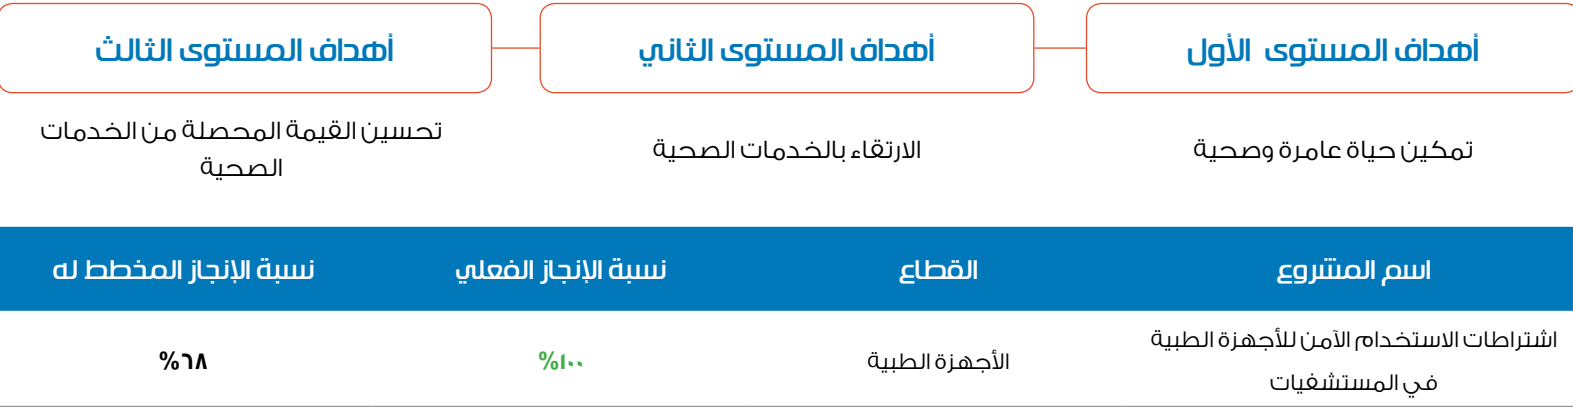 أهداف المستوى الأول
أهداف المستوى الثاني
أهداف المستوى الثالث
تمكين حياة عامرة وصحية
الارتقاء بالخدمات الصحية
تحسين القيمة المحصلة من الخدمات
الصحية
اسم المشروع
القطاع
نسبة الإنجاز الفعلي
نسبة الإنجاز المخطط له
اشتراطات الاستخدام الآمن للأجهزة الطبية
في المستشفيات
الأجهزة الطبية
%١٠٠
%٦٨